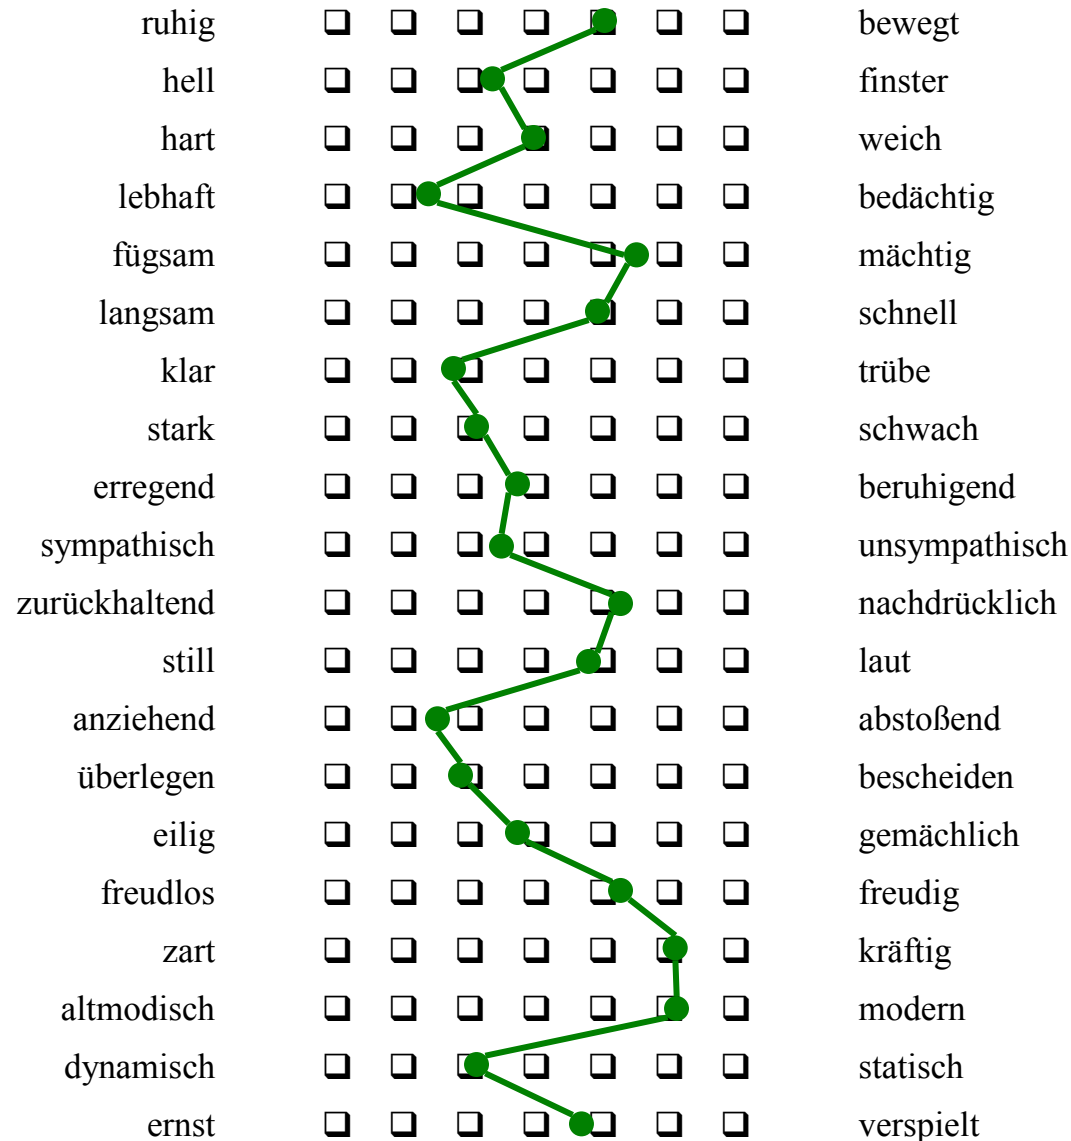 ruhig ❑ ❑ ❑ ❑ ❑ ❑ ❑ bewegt
hell ❑ ❑ ❑ ❑ ❑ ❑ ❑ finster
hart ❑ ❑ ❑ ❑ ❑ ❑ ❑ weich
lebhaft ❑ ❑ ❑ ❑ ❑ ❑ ❑ bedächtig
fügsam ❑ ❑ ❑ ❑ ❑ ❑ ❑ mächtig
langsam ❑ ❑ ❑ ❑ ❑ ❑ ❑ schnell
klar ❑ ❑ ❑ ❑ ❑ ❑ ❑ trübe
stark ❑ ❑ ❑ ❑ ❑ ❑ ❑ schwach
erregend ❑ ❑ ❑ ❑ ❑ ❑ ❑ beruhigend
sympathisch ❑ ❑ ❑ ❑ ❑ ❑ ❑ unsympathisch
zurückhaltend ❑ ❑ ❑ ❑ ❑ ❑ ❑ nachdrücklich
still ❑ ❑ ❑ ❑ ❑ ❑ ❑ laut
anziehend ❑ ❑ ❑ ❑ ❑ ❑ ❑ abstoßend
überlegen ❑ ❑ ❑ ❑ ❑ ❑ ❑ bescheiden
eilig ❑ ❑ ❑ ❑ ❑ ❑ ❑ gemächlich
freudlos ❑ ❑ ❑ ❑ ❑ ❑ ❑ freudig
zart ❑ ❑ ❑ ❑ ❑ ❑ ❑ kräftig
altmodisch ❑ ❑ ❑ ❑ ❑ ❑ ❑ modern
dynamisch ❑ ❑ ❑ ❑ ❑ ❑ ❑ statisch
ernst ❑ ❑ ❑ ❑ ❑ ❑ ❑ verspielt